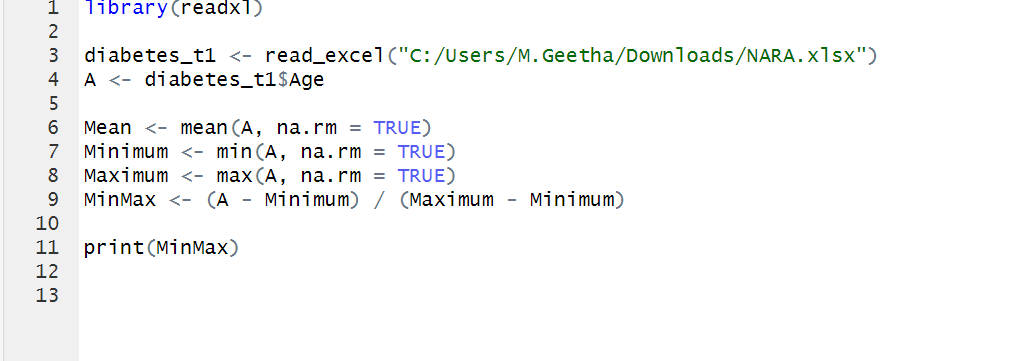 1 library(readxl)
2
3 diabetes_t1 <- read_excel("C:/Users/M.Geetha/Downloads/NARA.xlsx")
4 A <- diabetes_t1$Age
5
6 Mean <- mean(A, na.rm = TRUE)
7 Minimum <- min(A, na.rm = TRUE)
8 Maximum <- max(A, na.rm = TRUE)
9 MinMax <- (A - Minimum) / (Maximum - Minimum)
10
11 print(MinMax)
12
13